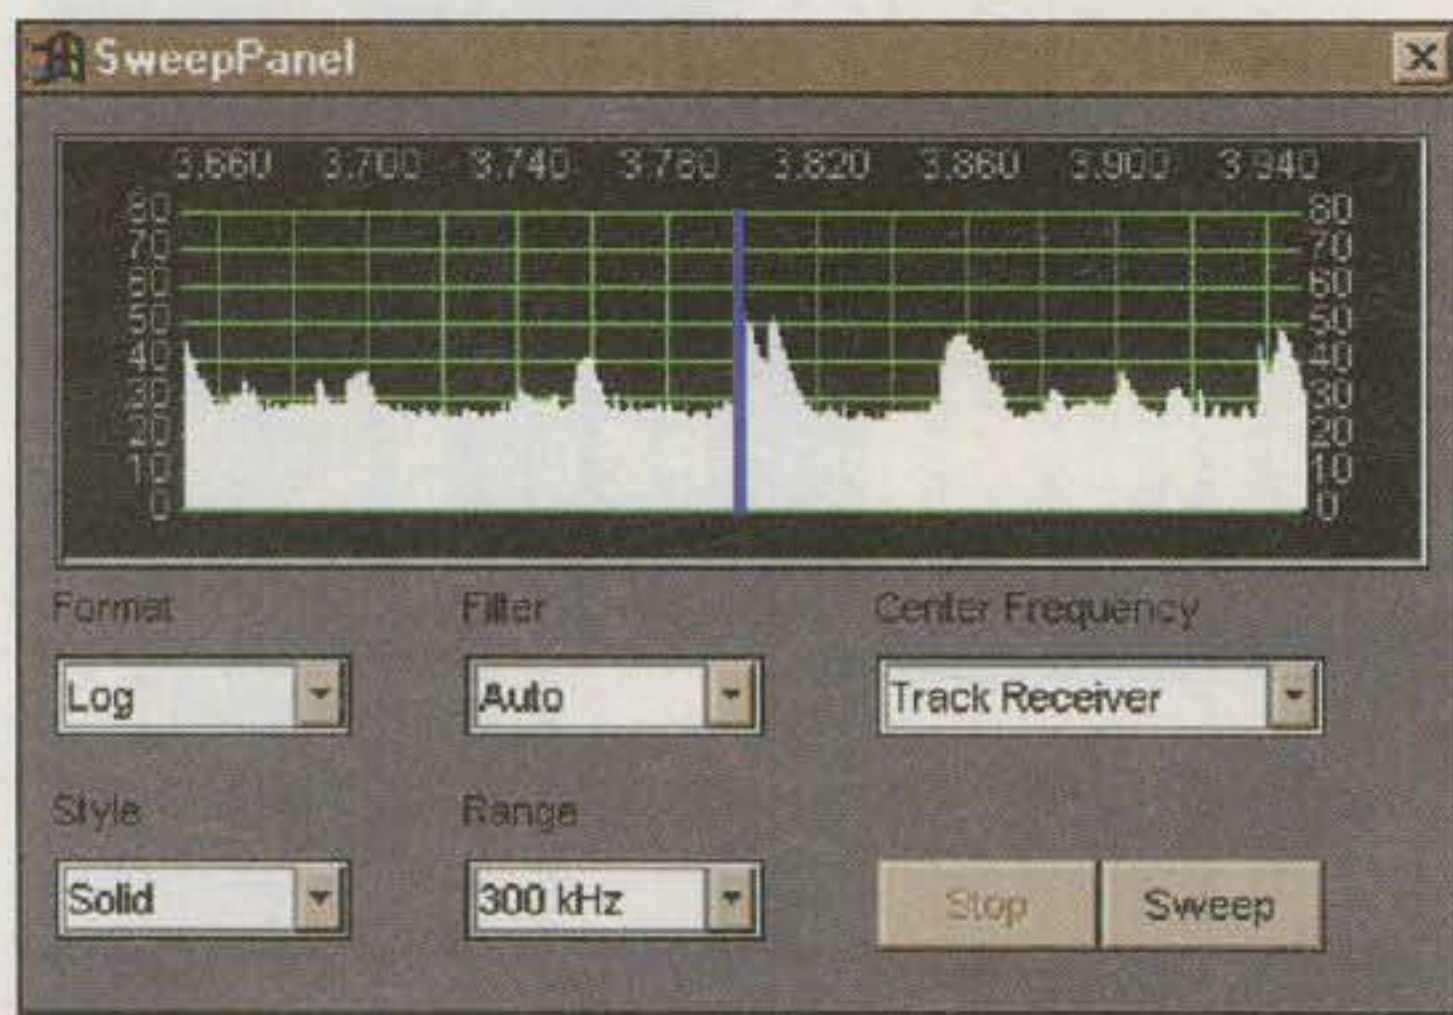 SweepPanel
3.660 3.700 3.740 3.780 3.820 3.860 3.900 3.940
80 80
70 70
60 60
50 50
40 40
30 30
20 20
10 10
0 0
Format Filter Center Frequency
Log Auto Track Receiver
Style Range
Solid 300 kHz Stop Sweep